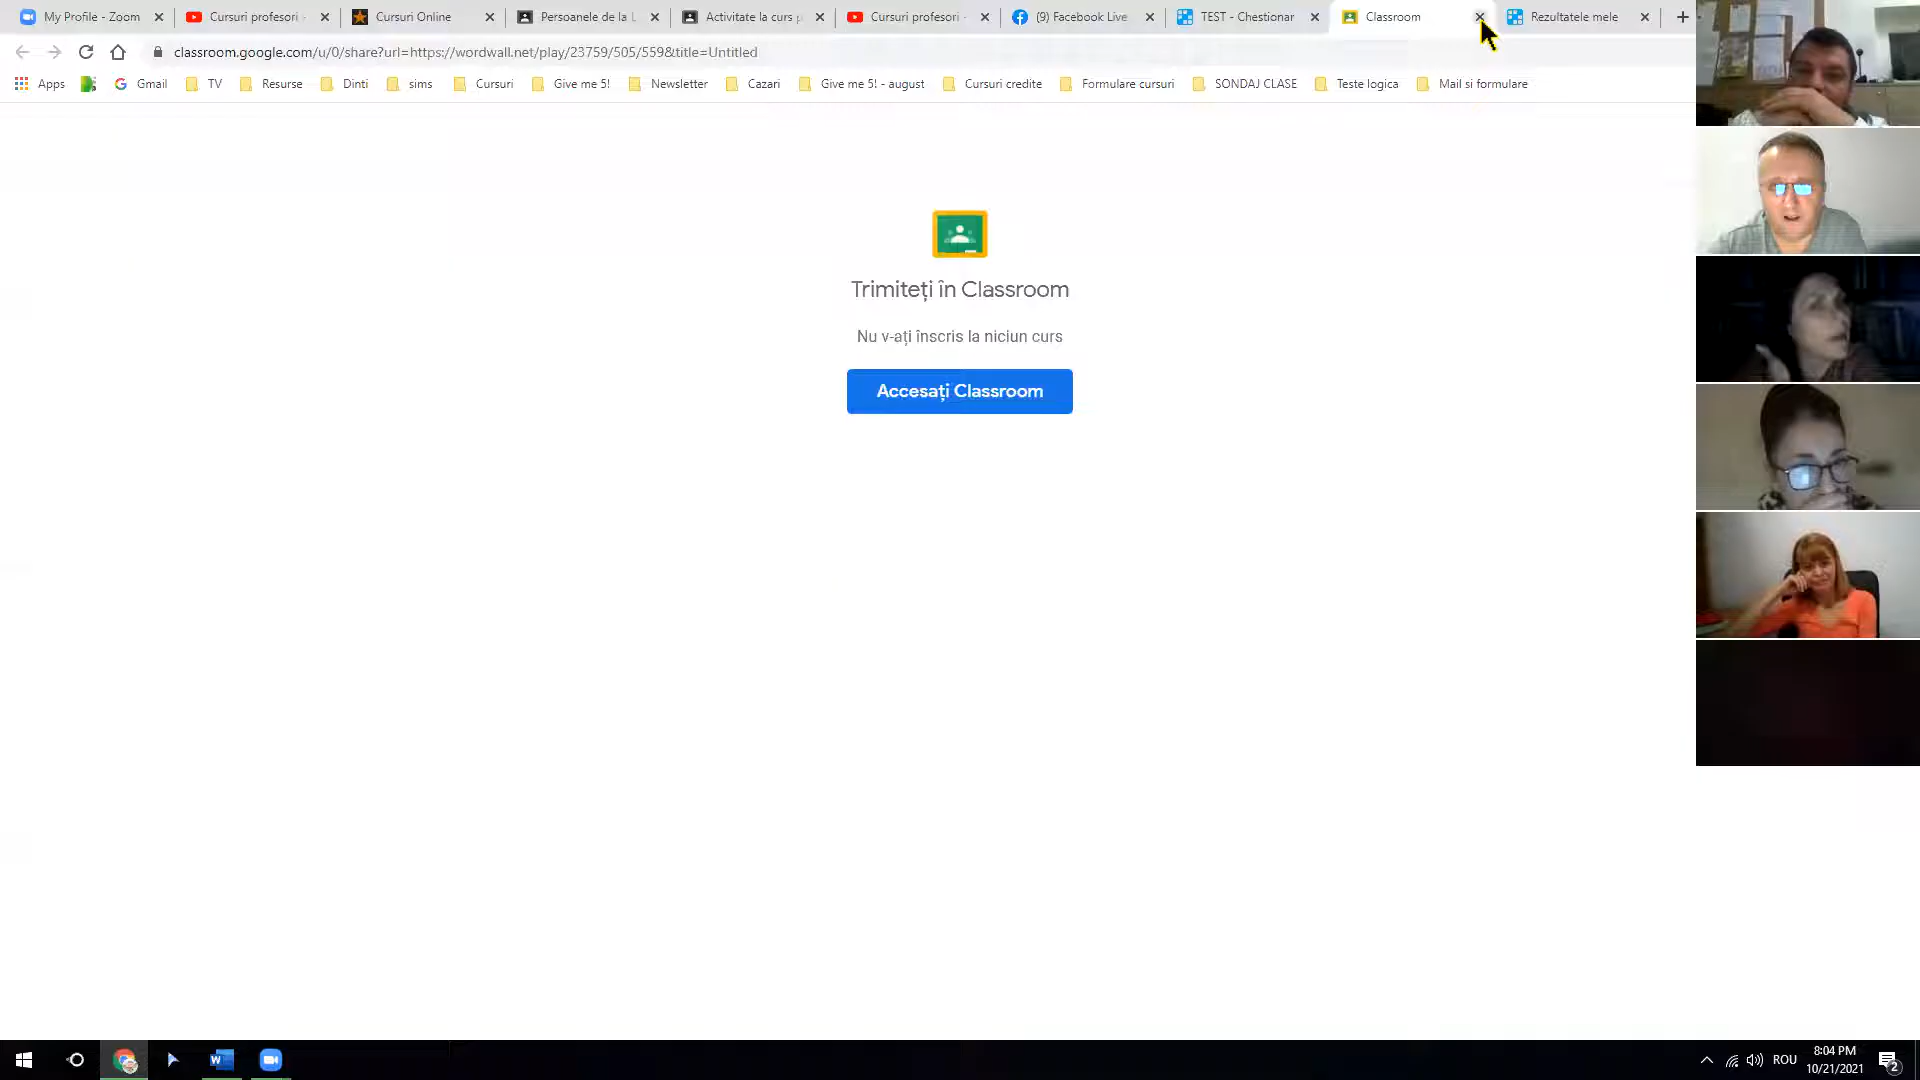 My Profile - Zoom
Cursuri profesori -
Cursuri Online
Persoanele de la L
Activitate la curs p
Cursuri profesori -
(9) Facebook Live
TEST - Chestionar
Classroom
Rezultatele mele
classroom.google.com/u/0/share?url=https://wordwall.net/play/23759/505/559&title=Untitled
Apps
Gmail
TV
Resurse
Dinti
sims
Cursuri
Give me 5!
Newsletter
Cazari
Give me 5! - august
Cursuri credite
Formulare cursuri
SONDAJ CLASE
Teste logica
Mail si formulare
Trimiteți în Classroom
Nu v-ați înscris la niciun curs
Accesați Classroom
ROU
8:04 PM
10/21/2021
2